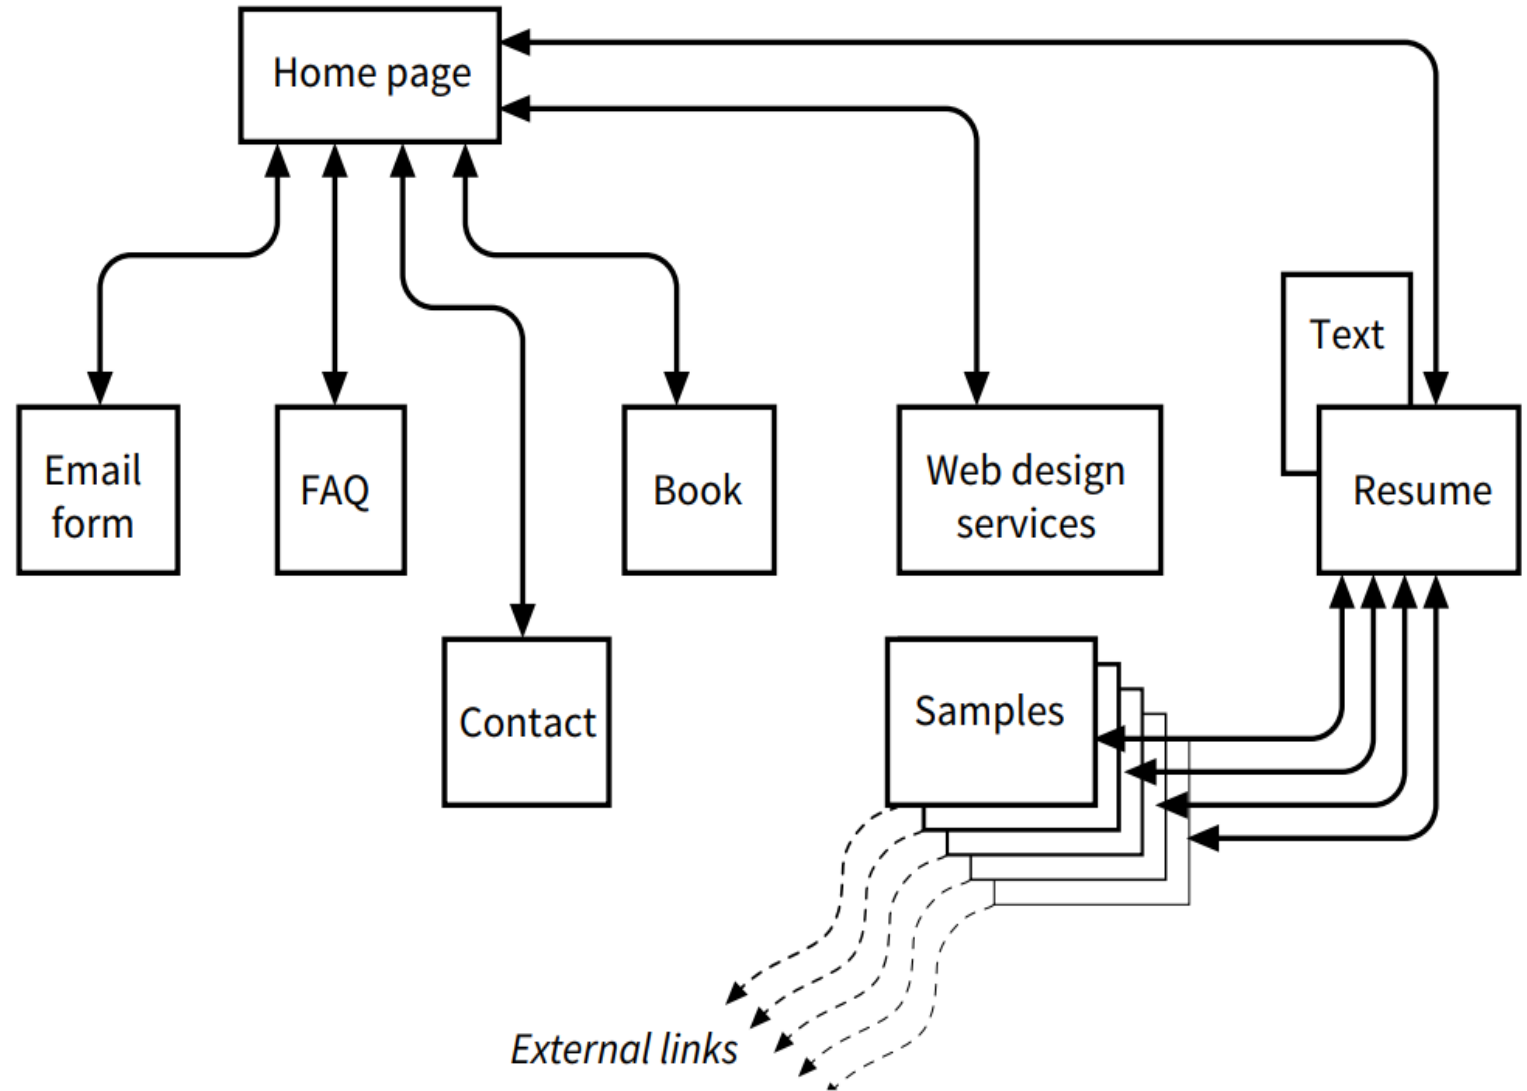 Home page
Text
Email
form
FAQ
Book
Web design
services
Resume
Contact
Samples
External links